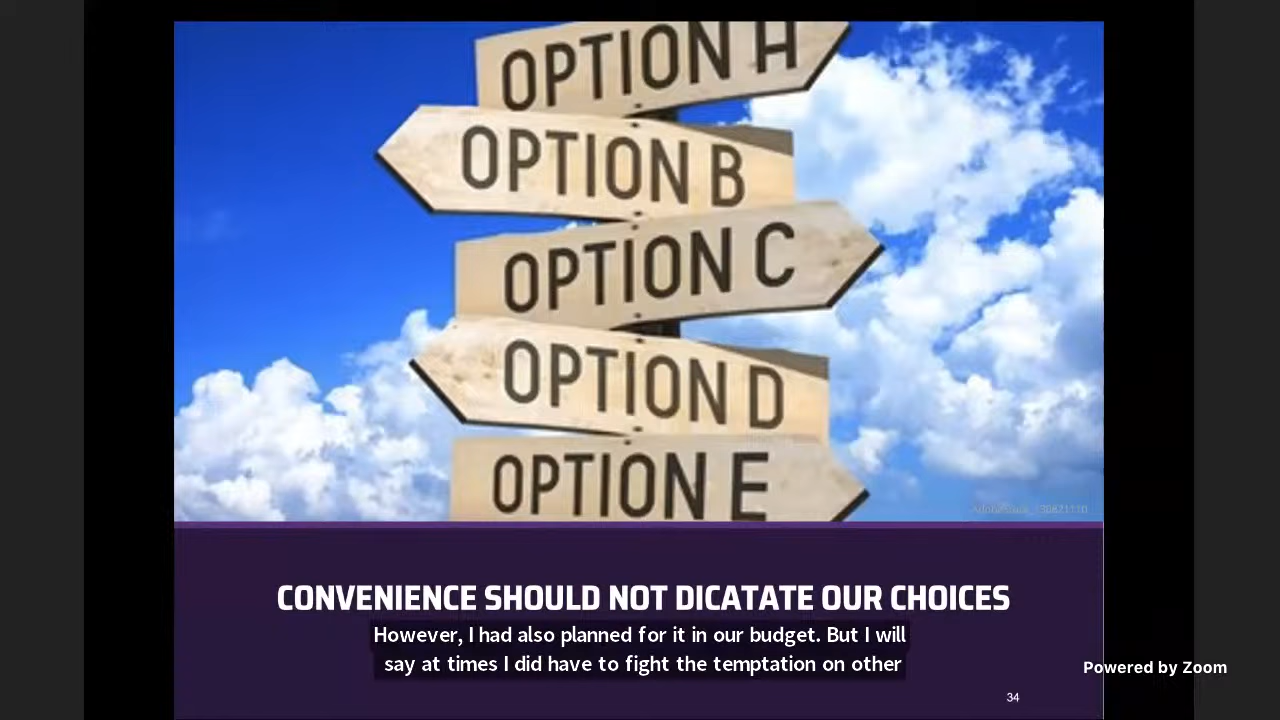 OPTION H
OPTION B
OPTION C
OPTION D
OPTION E
CONVENIENCE SHOULD NOT DICATATE OUR CHOICES
However, I had also planned for it in our budget. But I will
say at times I did have to fight the temptation on other
Powered by Zoom
34